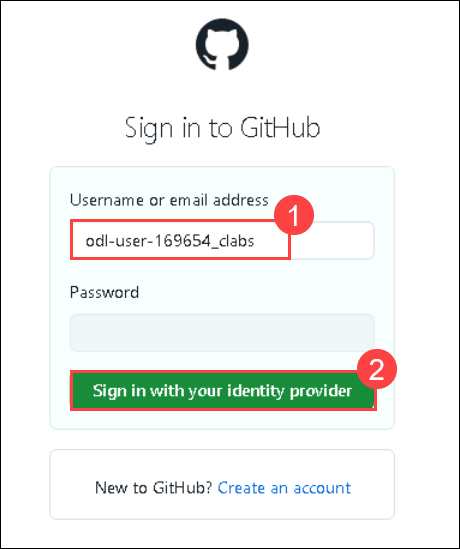 Sign in to GitHub
Username or email address
1
odl-user-169654_clabs
Password
2
Sign in with your identity provider
New to GitHub? Create an account